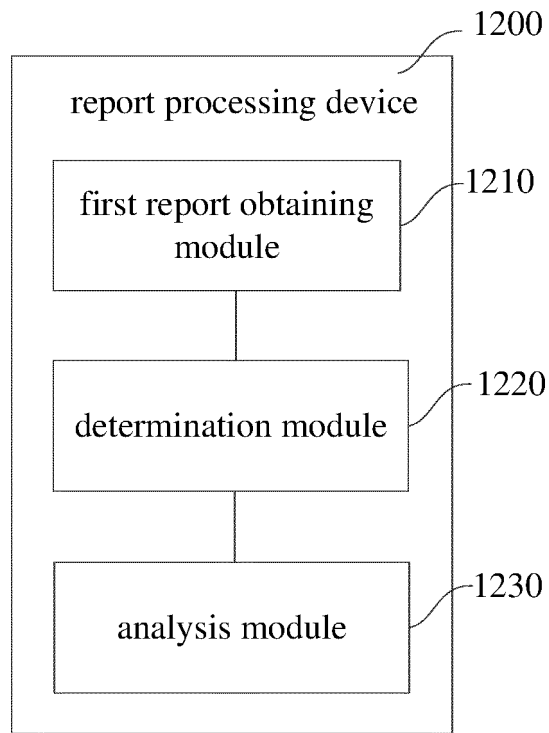 1200
report processing device
first report obtaining
module
1210
determination module
1220
analysis module
1230